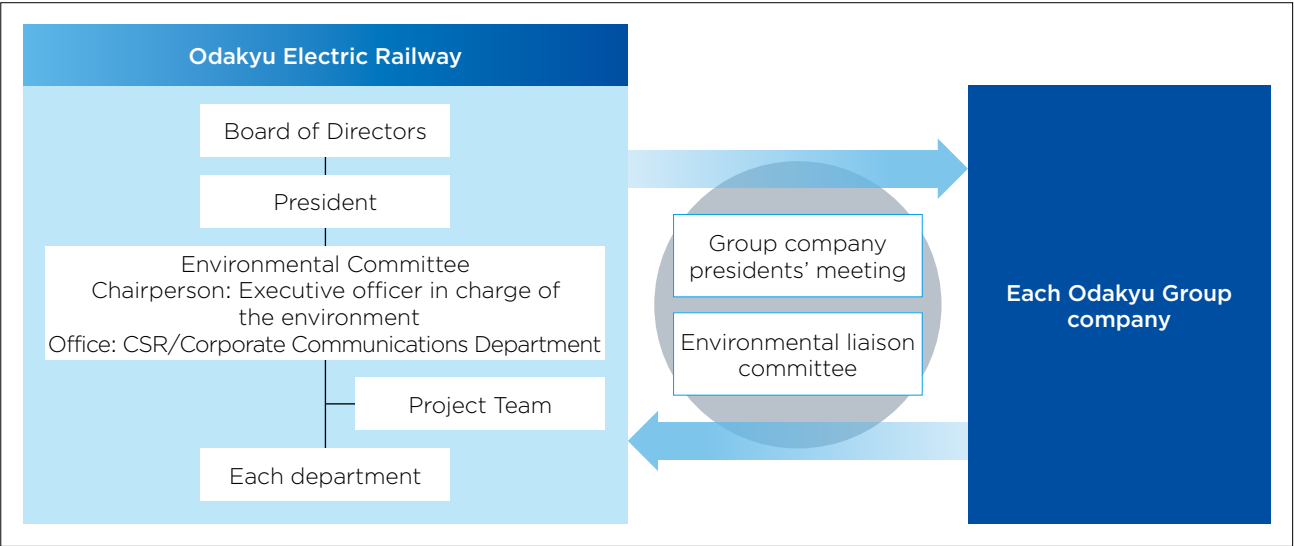 Odakyu Electric Railway
Board of Directors
President
Environmental Committee
Chairperson: Executive officer in charge of
the environment
Office: CSR/Corporate Communications Department
Project Team
Each department
Group company
presidents’ meeting
Environmental liaison
committee
Each Odakyu Group
company